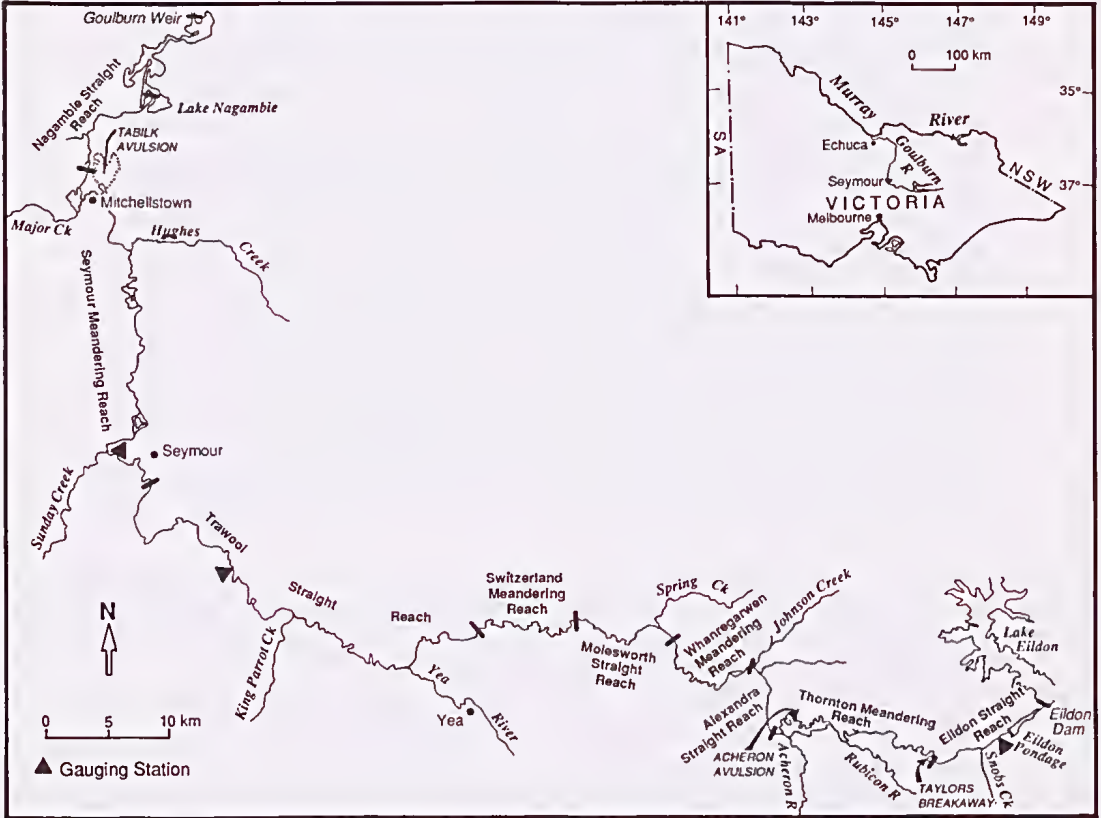 Goulburn Weir
Nagambie Straight
Reach
Lake Nagambie
TABILK
AVULSION
Mitchellstown
Major Ck
Hughes
Creek
Seymour Meandering Reach
Seymour
Sunday Creek
Trawool
Straight
Reach
King Parrot Ck
Yea
River
Yea
Switzerland
Meandering
Reach
Molesworth
Straight
Reach
Spring Ck
Whanregarwen
Meandering
Reach
Johnson Creek
Alexandra
Straight Reach
ACHERON
AVULSION
Acheron R
Thornton Meandering
Reach
Rubicon R
TAYLORS
BREAKAWAY
Eildon Straight
Reach
Snobs Ck
Eildon
Pondage
Eildon
Dam
Lake
Eildon
N
0 5 10 km
Gauging Station
141° 143° 145° 147° 149°
0 100 km
35°
37°
SA
Murray
River
Echuca
Goulburn
R
Seymour
NSW
VICTORIA
Melbourne